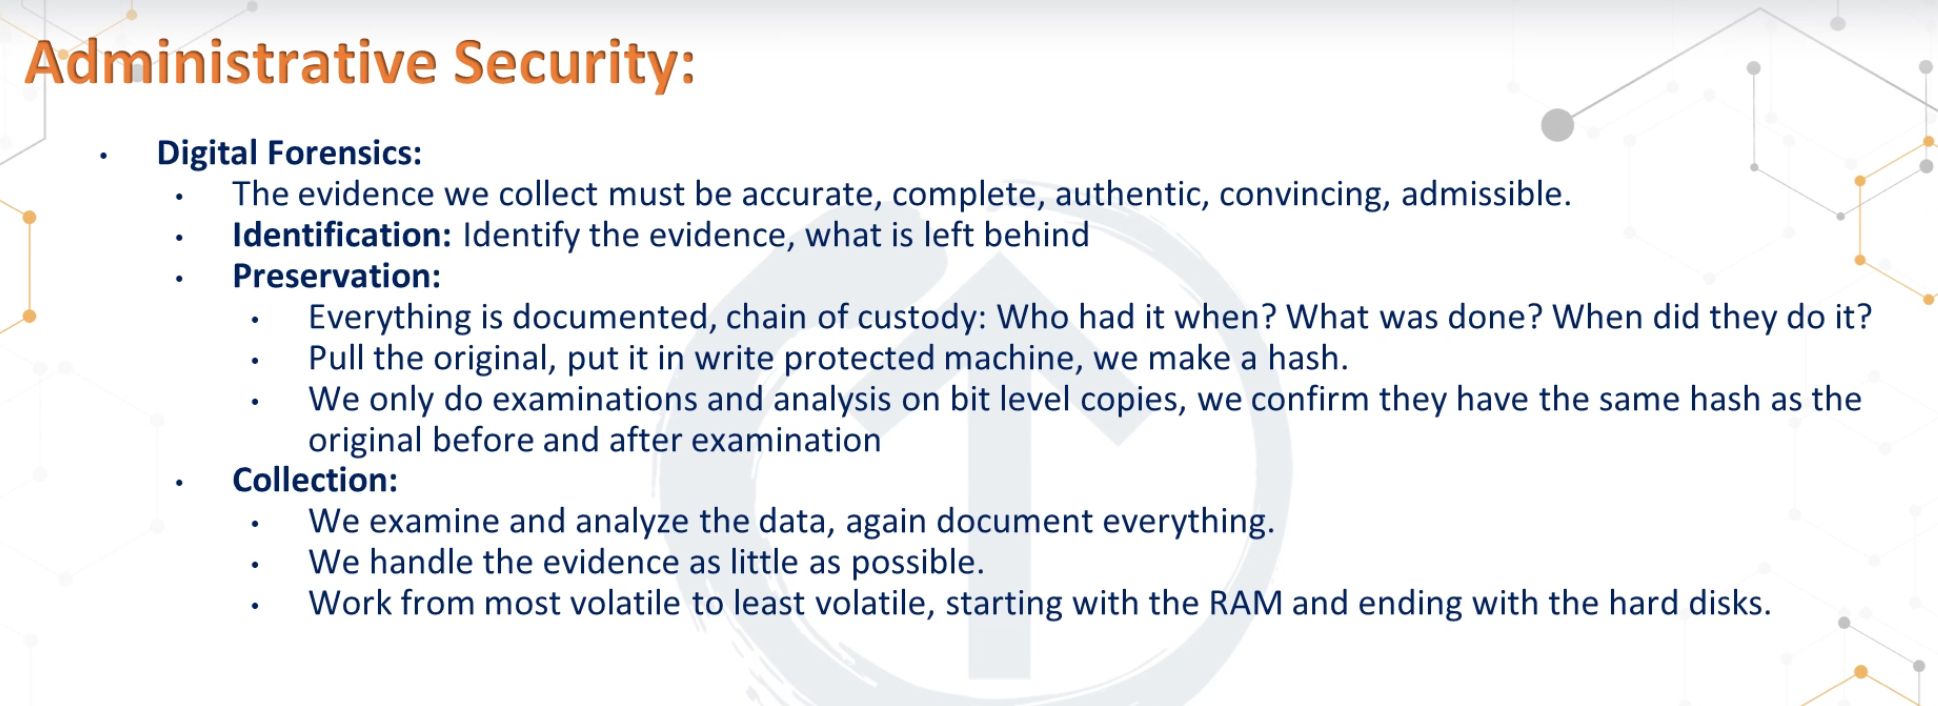 Administrative Security:
• Digital Forensics:
• The evidence we collect must be accurate, complete, authentic, convincing, admissible.
• Identification: Identify the evidence, what is left behind
• Preservation:
• Everything is documented, chain of custody: Who had it when? What was done? When did they do it?
• Pull the original, put it in write protected machine, we make a hash.
• We only do examinations and analysis on bit level copies, we confirm they have the same hash as the
original before and after examination
• Collection:
• We examine and analyze the data, again document everything.
• We handle the evidence as little as possible.
• Work from most volatile to least volatile, starting with the RAM and ending with the hard disks.